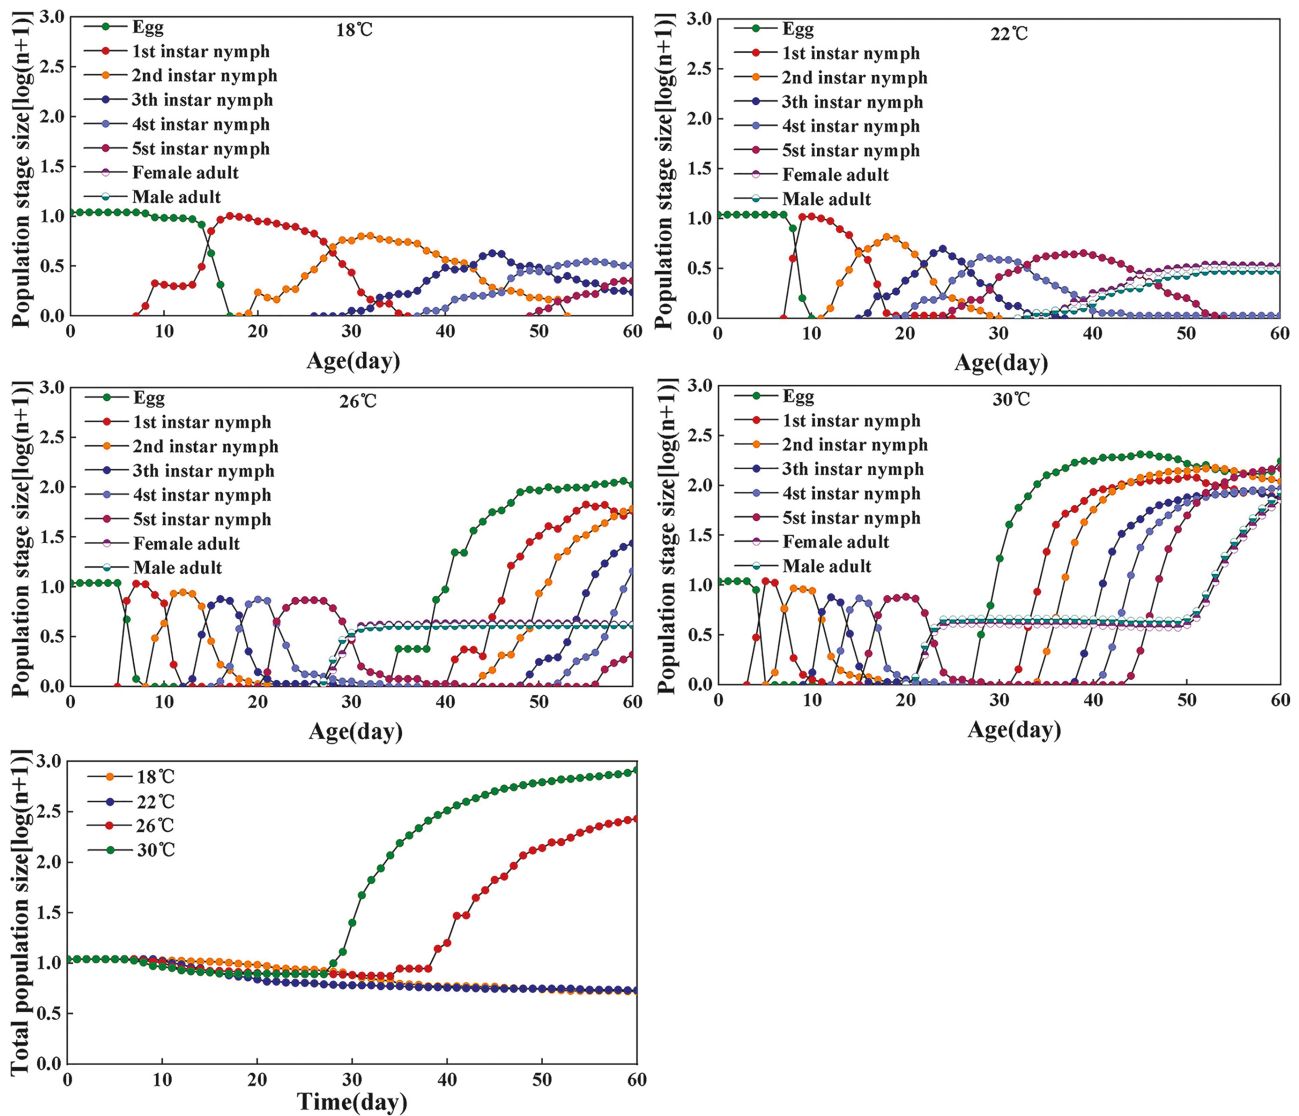 Population stage size[log(n+1)]
3.0
2.5
2.0
1.5
1.0
0.5
0.0
18℃
Egg
1st instar nymph
2nd instar nymph
3th instar nymph
4st instar nymph
5st instar nymph
Female adult
Male adult
0 10 20 30 40 50 60
Age(day)
Population stage size[log(n+1)]
3.0
2.5
2.0
1.5
1.0
0.5
0.0
22℃
Egg
1st instar nymph
2nd instar nymph
3th instar nymph
4st instar nymph
5st instar nymph
Female adult
Male adult
0 10 20 30 40 50 60
Age(day)
Population stage size[log(n+1)]
3.0
2.5
2.0
1.5
1.0
0.5
0.0
26℃
Egg
1st instar nymph
2nd instar nymph
3th instar nymph
4st instar nymph
5st instar nymph
Female adult
Male adult
0 10 20 30 40 50 60
Age(day)
Population stage size[log(n+1)]
3.0
2.5
2.0
1.5
1.0
0.5
0.0
30℃
Egg
1st instar nymph
2nd instar nymph
3th instar nymph
4st instar nymph
5st instar nymph
Female adult
Male adult
0 10 20 30 40 50 60
Age(day)
Total population size[log(n+1)]
3.0
2.5
2.0
1.5
1.0
0.5
0.0
18℃
22℃
26℃
30℃
0 10 20 30 40 50 60
Time(day)